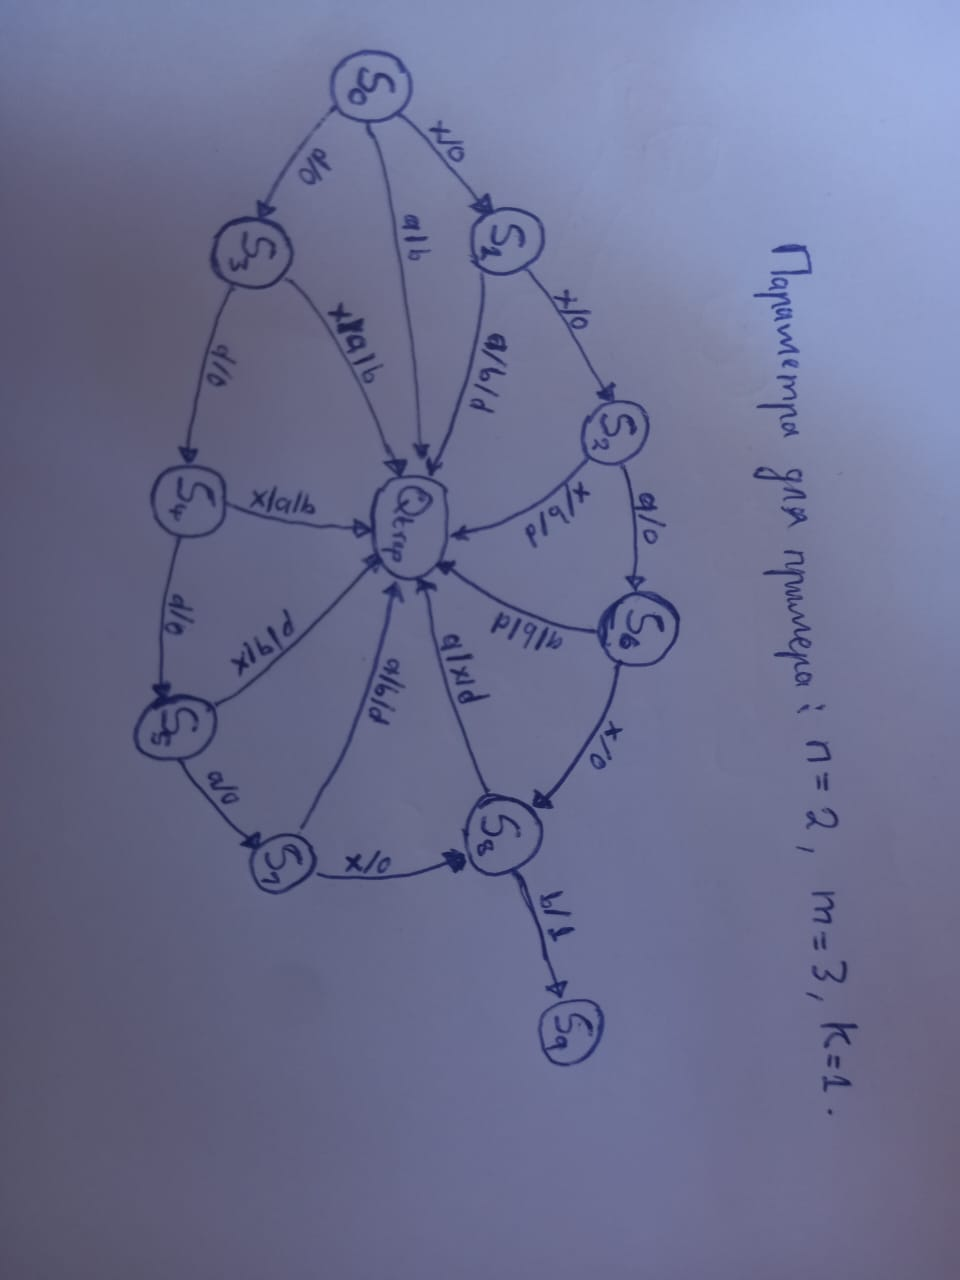 Параметра для примера: n=2, m=3, k=1.
x/0
x/0
a/0
x/0
b/1
S₀
S₁
S₂
S₆
S₈
S₉
a/b/d
x/b/d
a/b/d
a/x/d
a/b
Qtrap
d/0
x/a/b
x/a/b
a/b/d
x/0
S₃
S₄
S₅
S₇
d/0
d/0
a/0